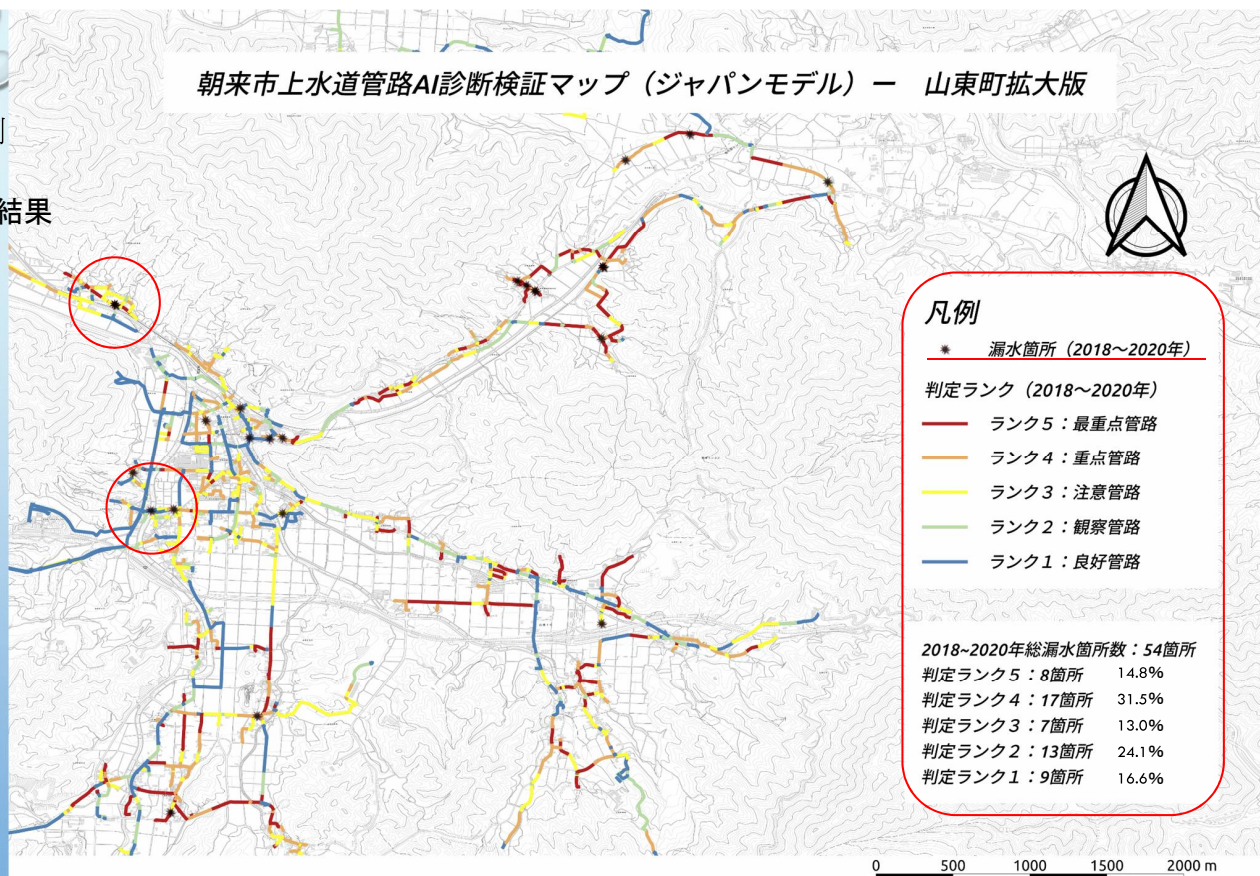 朝来市上水道管路AI診断検証マップ（ジャパンモデル）ー　山東町拡大版
結果
凡例
漏水箇所（2018～2020年）
判定ランク（2018～2020年）
ランク５：最重点管路
ランク４：重点管路
ランク３：注意管路
ランク２：観察管路
ランク１：良好管路
2018~2020年総漏水箇所数：54箇所
判定ランク５：8箇所 14.8%
判定ランク４：17箇所 31.5%
判定ランク３：7箇所 13.0%
判定ランク２：13箇所 24.1%
判定ランク１：9箇所 16.6%
0 500 1000 1500 2000 m